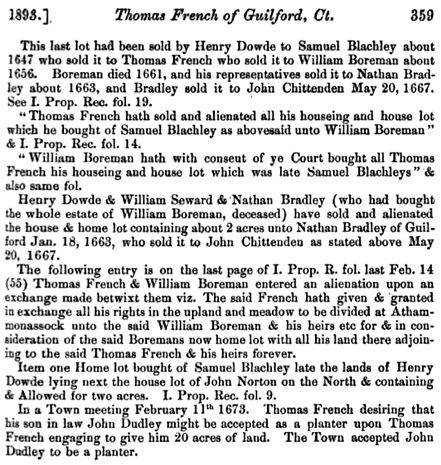 1893.] Thomas French of Guilford, Ct. 359
This last lot had been sold by Henry Dowde to Samuel Blachley about
1647 who sold it to Thomas French who sold it to William Boreman about
1656. Boreman died 1661, and his representatives sold it to Nathan Brad-
ley about 1663, and Bradley sold it to John Chittenden May 20, 1667.
See I. Prop. Rec. fol. 19.
"Thomas French hath sold and alienated all his houseing and house lot
which he bought of Samuel Blachley as abovesaid unto William Boreman"
& I. Prop. Rec. fol. 14.
"William Boreman hath with consent of ye Court bought all Thomas
French his houseing and house lot which was late Samuel Blachleys" &
also same fol.
Henry Dowde & William Seward & Nathan Bradley (who had bought
the whole estate of William Boreman, deceased) have sold and alienated
the house & home lot containing about 2 acres unto Nathan Bradley of Guil-
ford Jan. 18, 1663, who sold it to John Chittenden as stated above May
20, 1667.
The following entry is on the last page of I. Prop. R. fol. last Feb. 14
(55) Thomas French & William Boreman entered an alienation upon an
exchange made betwixt them viz. The said French hath given & granted
in exchange all his rights in the upland and meadow to be divided at Atham-
monassock unto the said William Boreman & his heirs etc for & in con-
sideration of the said Boremans now home lot with all his land there adjoin-
ing to the said Thomas French & his heirs forever.
Item one Home lot bought of Samuel Blachley late the lands of Henry
Dowde lying next the house lot of John Norton on the North & containing
& Allowed for two acres. I. Prop. Rec. fol. 9.
In a Town meeting February 11th 1673. Thomas French desiring that
his son in law John Dudley might be accepted as a planter upon Thomas
French engaging to give him 20 acres of land. The Town accepted John
Dudley to be a planter.